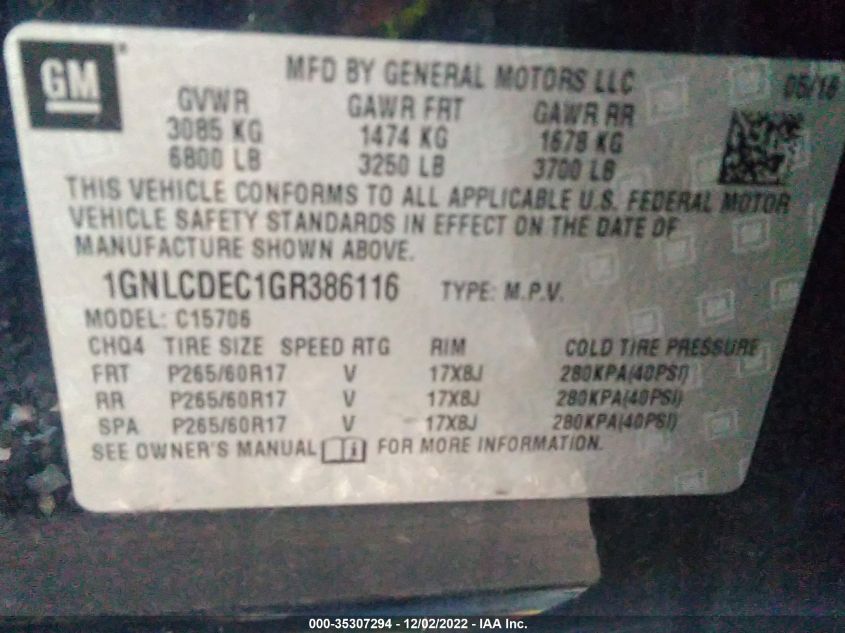 GM
MFD BY GENERAL MOTORS LLC 05/16
GVWR GAWR FRT GAWR RR
3085 KG 1474 KG 1678 KG
6800 LB 3250 LB 3700 LB
THIS VEHICLE CONFORMS TO ALL APPLICABLE U.S. FEDERAL MOTOR
VEHICLE SAFETY STANDARDS IN EFFECT ON THE DATE OF
MANUFACTURE SHOWN ABOVE.
1GNLCDEC1GR386116 TYPE: M.P.V.
MODEL: C15706
CHQ4 TIRE SIZE SPEED RTG RIM COLD TIRE PRESSURE
FRT P265/60R17 V 17X8J 280KPA(40PSI)
RR P265/60R17 V 17X8J 280KPA(40PSI)
SPA P265/60R17 V 17X8J 280KPA(40PSI)
SEE OWNER'S MANUAL i FOR MORE INFORMATION.
000-35307294 - 12/02/2022 - IAA Inc.